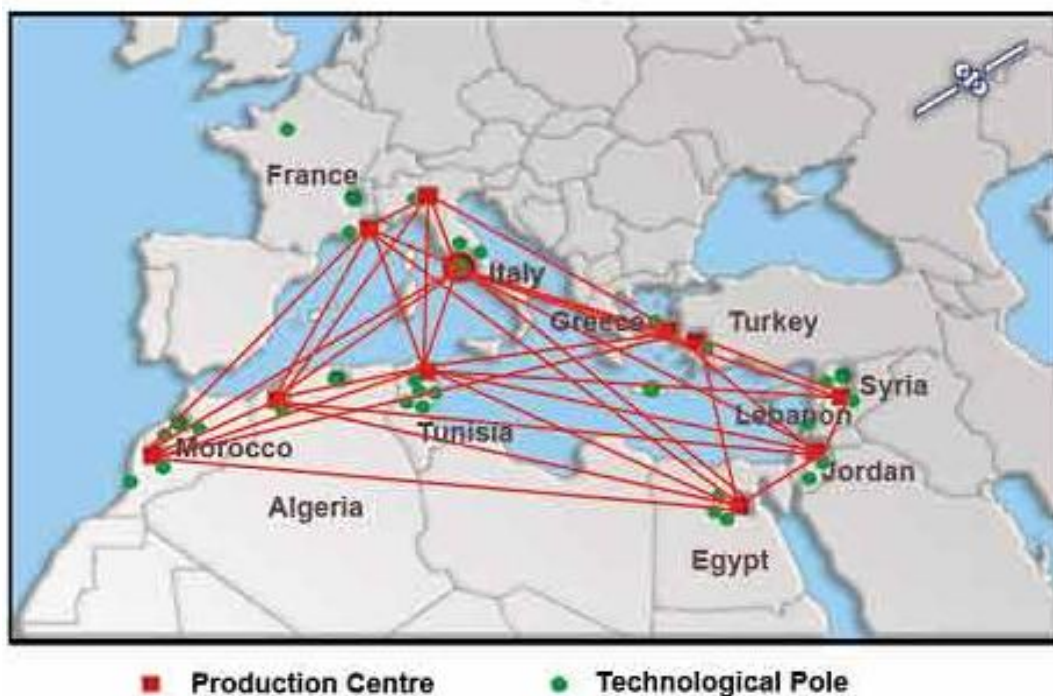 France
Italy
Greece
Turkey
Syria
Lebanon
Morocco
Tunisia
Jordan
Algeria
Egypt
Production Centre
Technological Pole